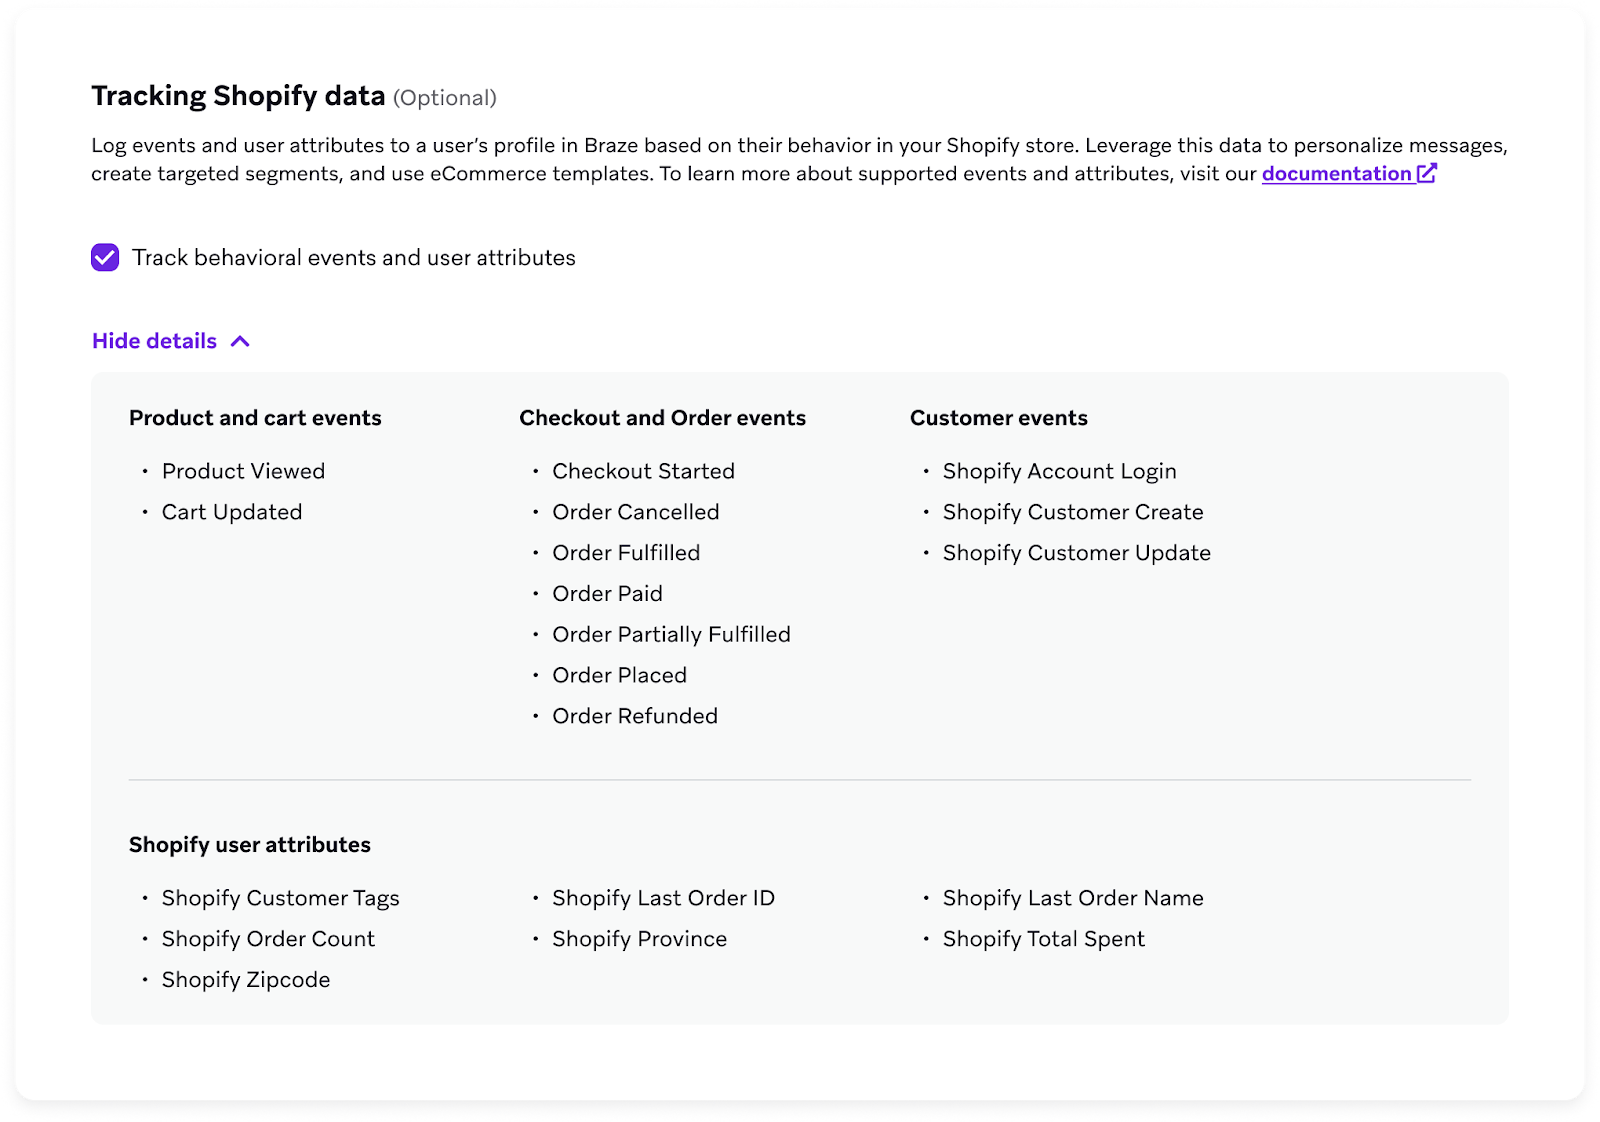 Tracking Shopify data (Optional)
Log events and user attributes to a user’s profile in Braze based on their behavior in your Shopify store. Leverage this data to personalize messages,
create targeted segments, and use eCommerce templates. To learn more about supported events and attributes, visit our documentation
Track behavioral events and user attributes
Hide details
Product and cart events
• Product Viewed
• Cart Updated
Checkout and Order events
• Checkout Started
• Order Cancelled
• Order Fulfilled
• Order Paid
• Order Partially Fulfilled
• Order Placed
• Order Refunded
Customer events
• Shopify Account Login
• Shopify Customer Create
• Shopify Customer Update
Shopify user attributes
• Shopify Customer Tags
• Shopify Order Count
• Shopify Zipcode
• Shopify Last Order ID
• Shopify Province
• Shopify Last Order Name
• Shopify Total Spent